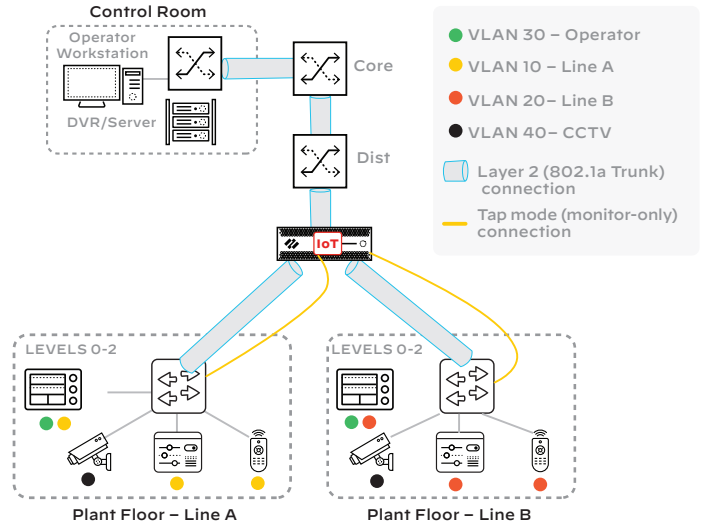 Control Room
Operator
Workstation
DVR/Server
Core
Dist
IoT
VLAN 30 – Operator
VLAN 10 – Line A
VLAN 20– Line B
VLAN 40– CCTV
Layer 2 (802.1a Trunk)
connection
Tap mode (monitor-only)
connection
LEVELS 0-2
Plant Floor – Line A
LEVELS 0-2
Plant Floor – Line B